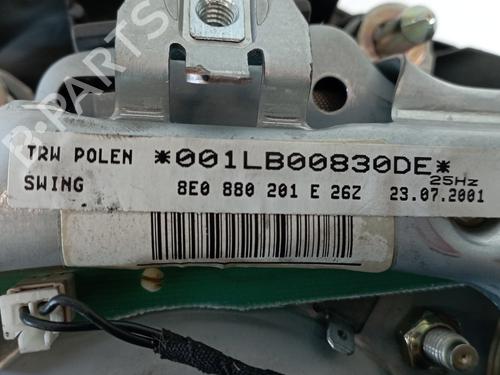 B-PARTS
TRW POLEN *001LB00830DE*
25Hz
SWING 8E0 880 201 E 26Z 23.07.2001